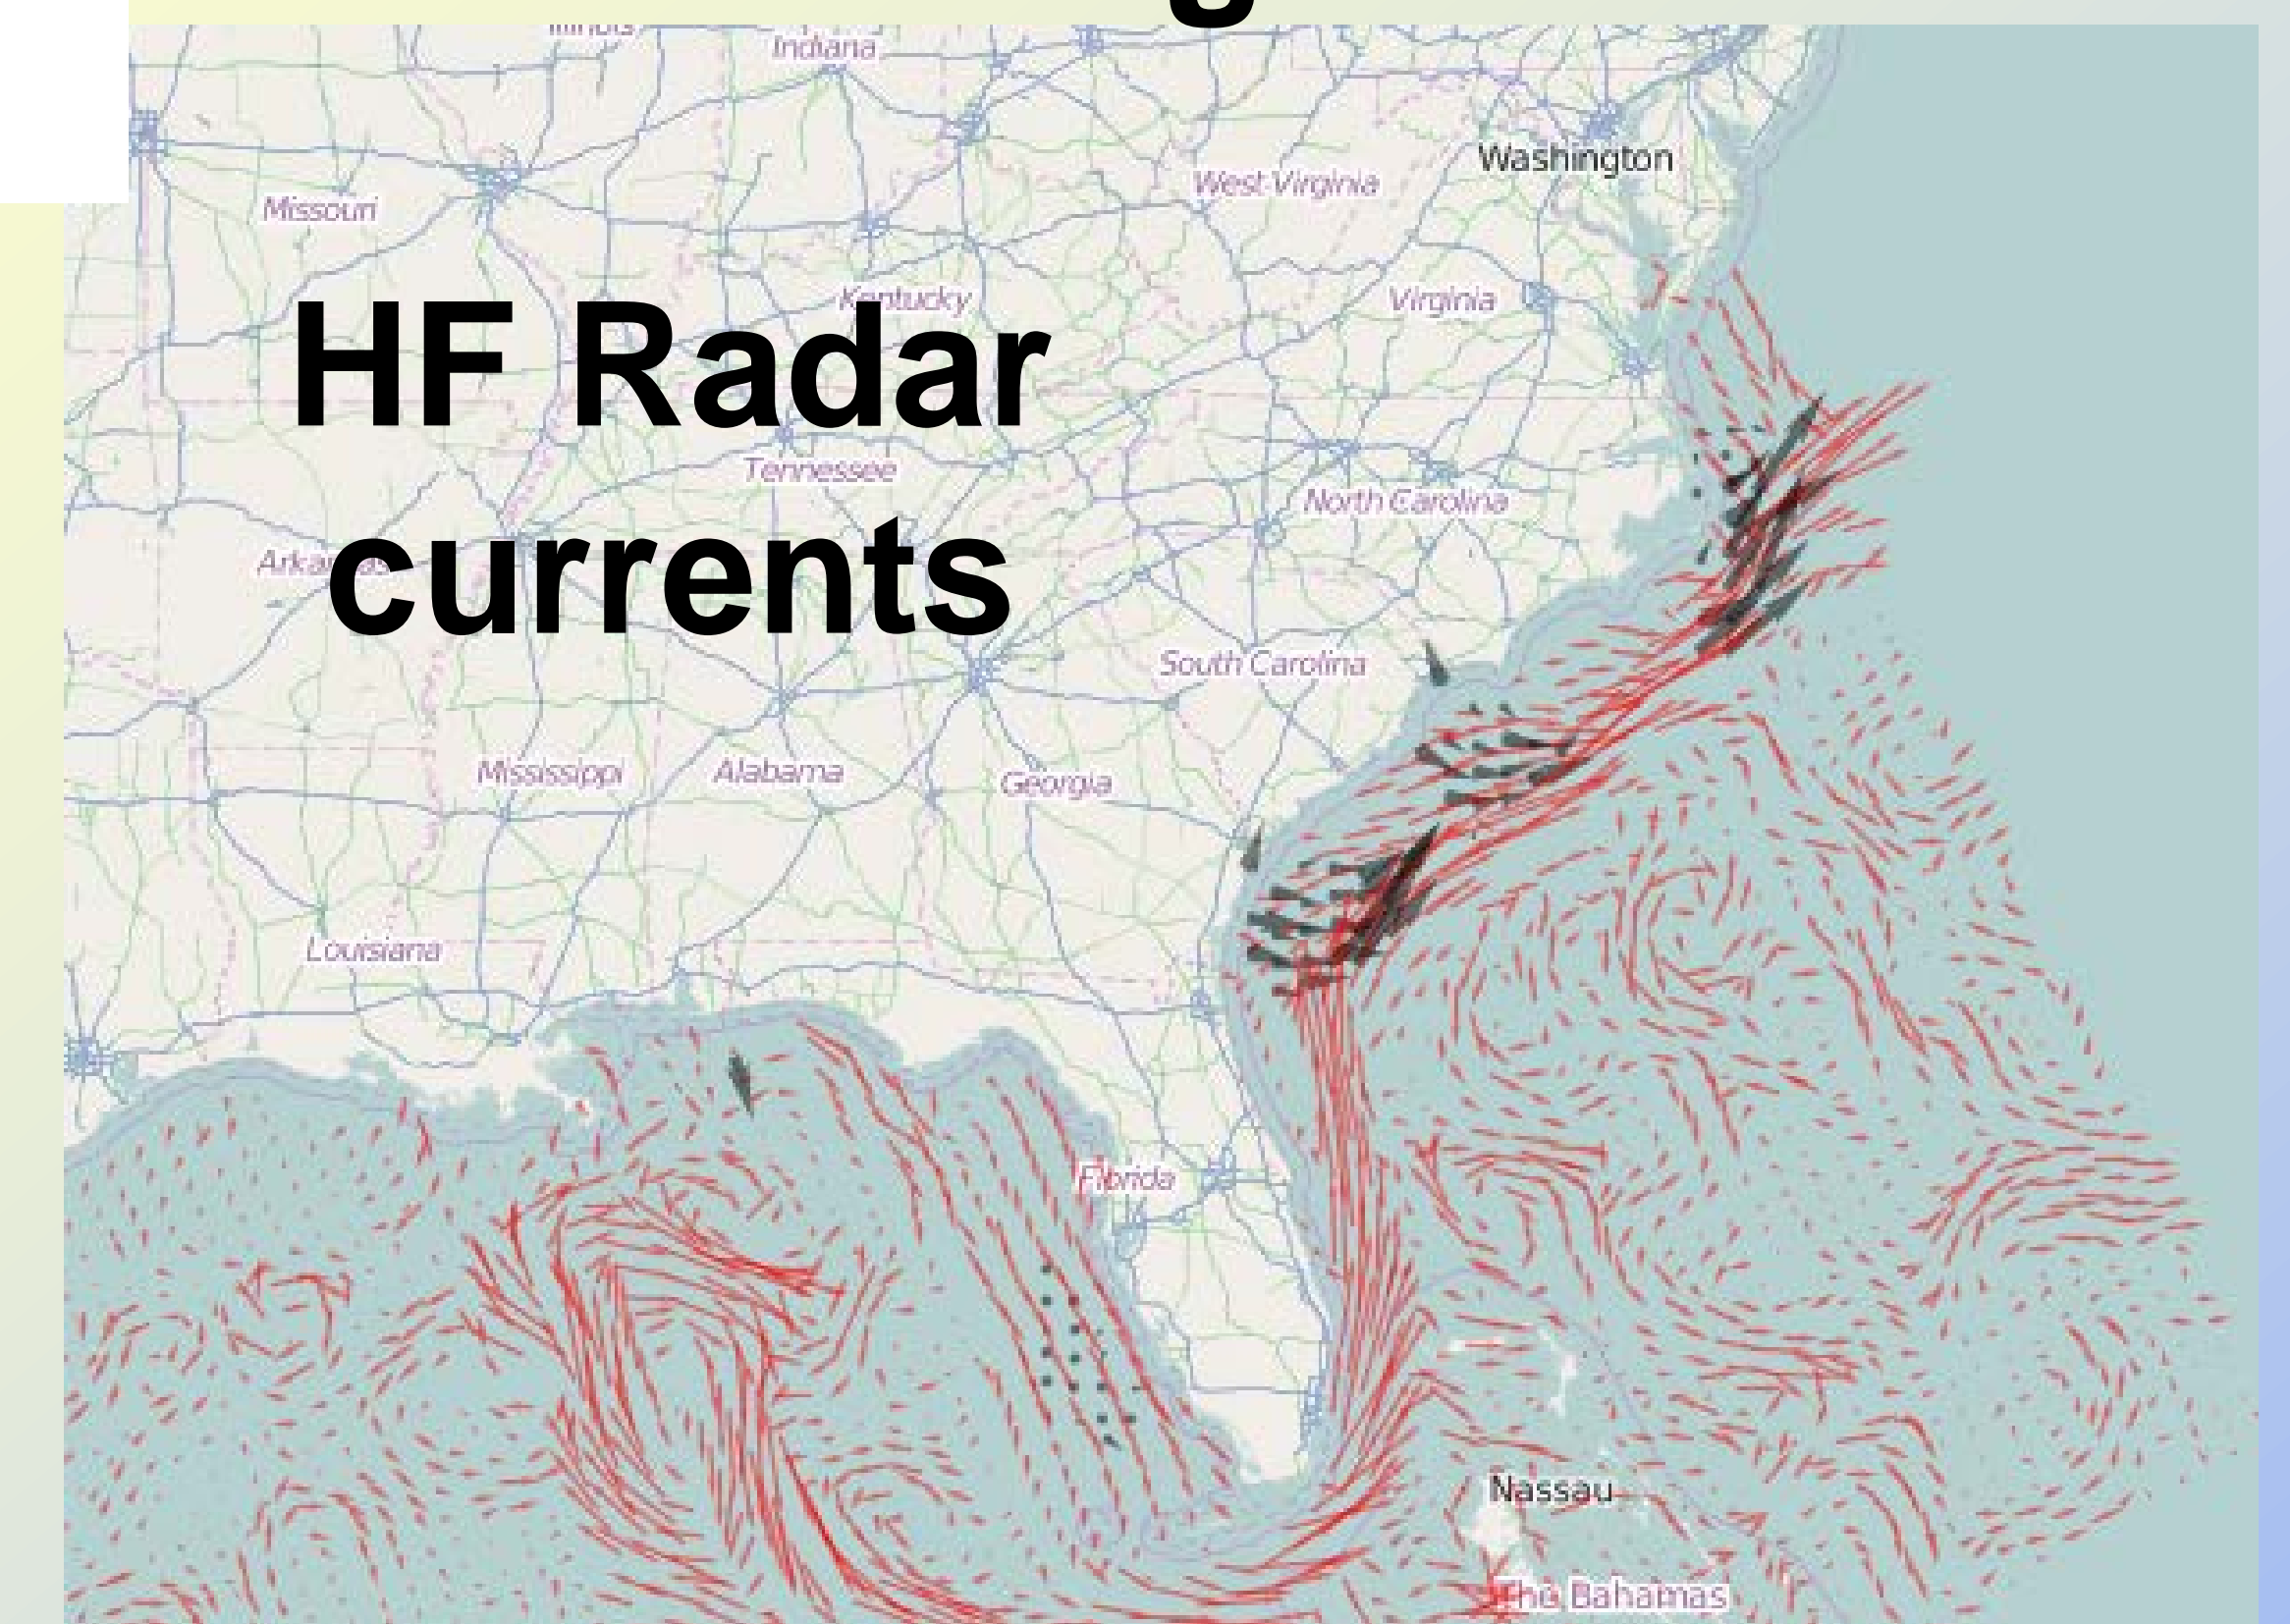 Indiana
Washington
West Virginia
Missouri
Kentucky
Virginia
HF Radar
Tennessee
North Carolina
currents
South Carolina
Mississippi
Alabama
Georgia
Louisiana
Florida
Nassau
The Bahamas